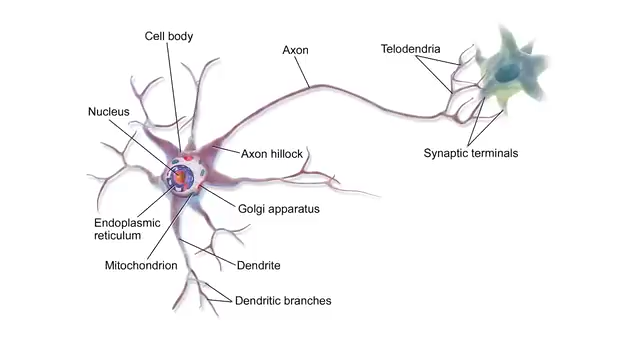 Cell body
Axon
Telodendria
Nucleus
Axon hillock
Synaptic terminals
Golgi apparatus
Endoplasmic
reticulum
Mitochondrion
Dendrite
Dendritic branches